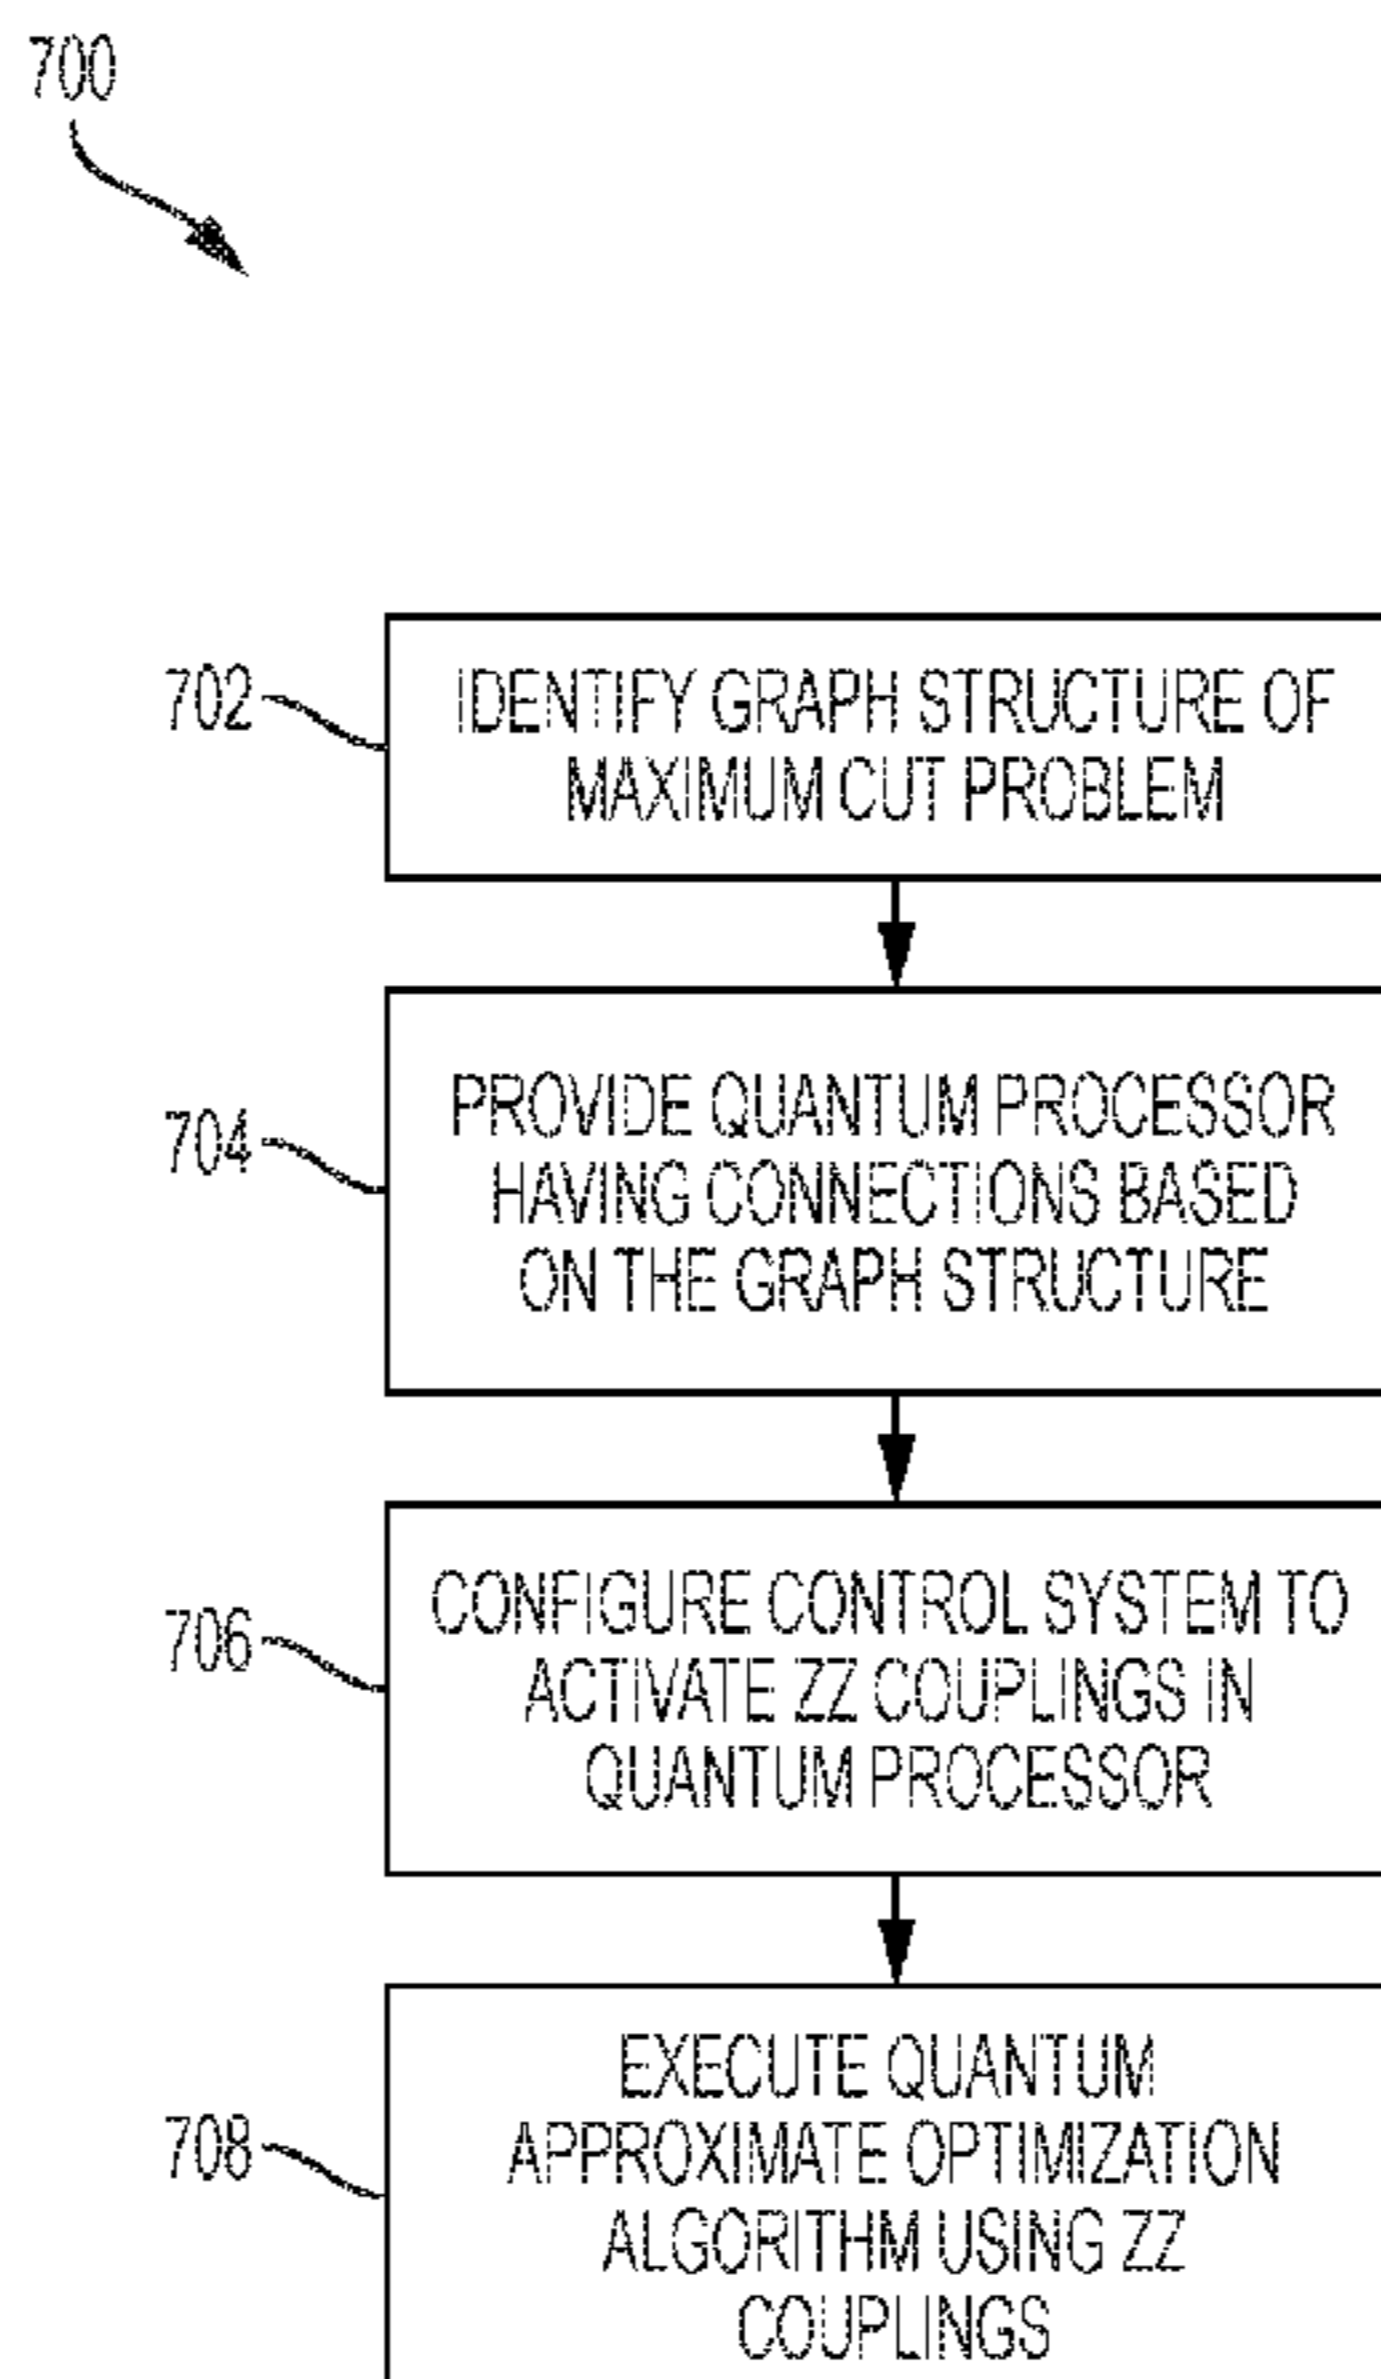 700
702
IDENTIFY GRAPH STRUCTURE OF
MAXIMUM CUT PROBLEM
704
PROVIDE QUANTUM PROCESSOR
HAVING CONNECTIONS BASED
ON THE GRAPH STRUCTURE
706
CONFIGURE CONTROL SYSTEM TO
ACTIVATE ZZ COUPLINGS IN
QUANTUM PROCESSOR
708
EXECUTE QUANTUM
APPROXIMATE OPTIMIZATION
ALGORITHM USING ZZ
COUPLINGS